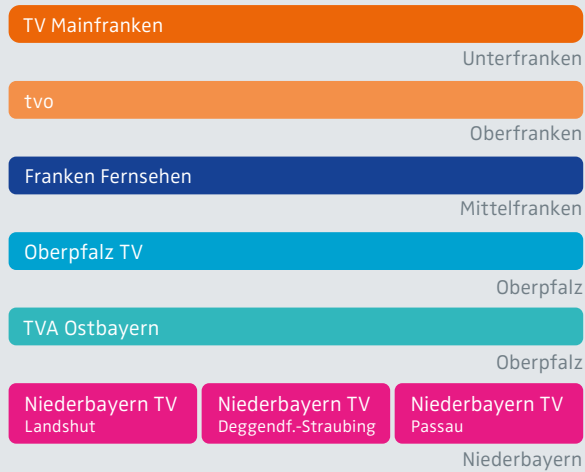 TV Mainfranken
Unterfranken
tvo
Oberfranken
Franken Fernsehen
Mittelfranken
Oberpfalz TV
Oberpfalz
TVA Ostbayern
Oberpfalz
Niederbayern TV
Landshut
Niederbayern TV
Deggendf.-Straubing
Niederbayern TV
Passau
Niederbayern